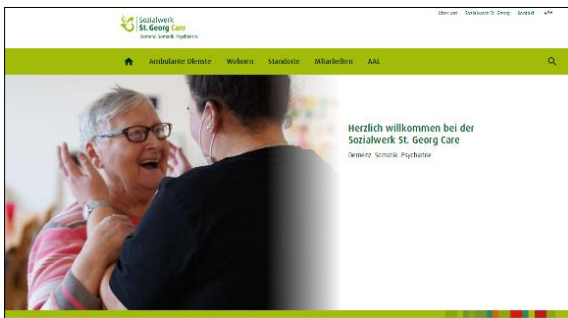 Über uns Sozialwerk St. Georg Kontakt
Sozialwerk
St. Georg Care
Demenz Somatik Psychiatrie
Ambulante Dienste Wohnen Standorte Mitarbeiten AAL
Herzlich willkommen bei der
Sozialwerk St. Georg Care
Demenz Somatik Psychiatrie